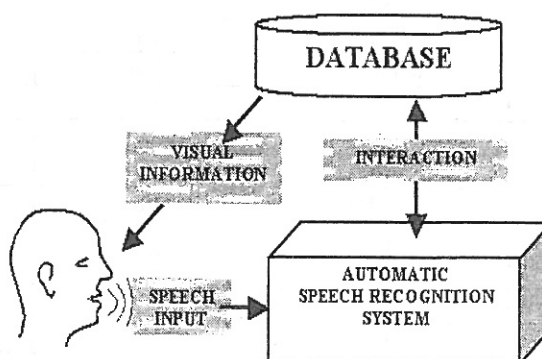 DATABASE
VISUAL
INFORMATION
INTERACTION
SPEECH
INPUT
AUTOMATIC
SPEECH RECOGNITION
SYSTEM